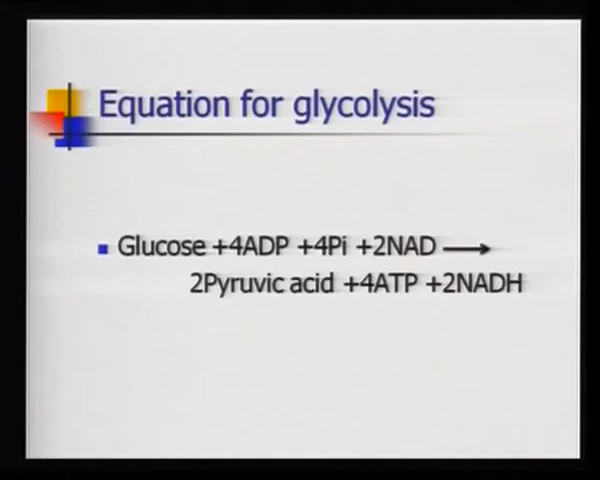 Equation for glycolysis
Glucose +4ADP +4Pi +2NAD ⟶
2Pyruvic acid +4ATP +2NADH